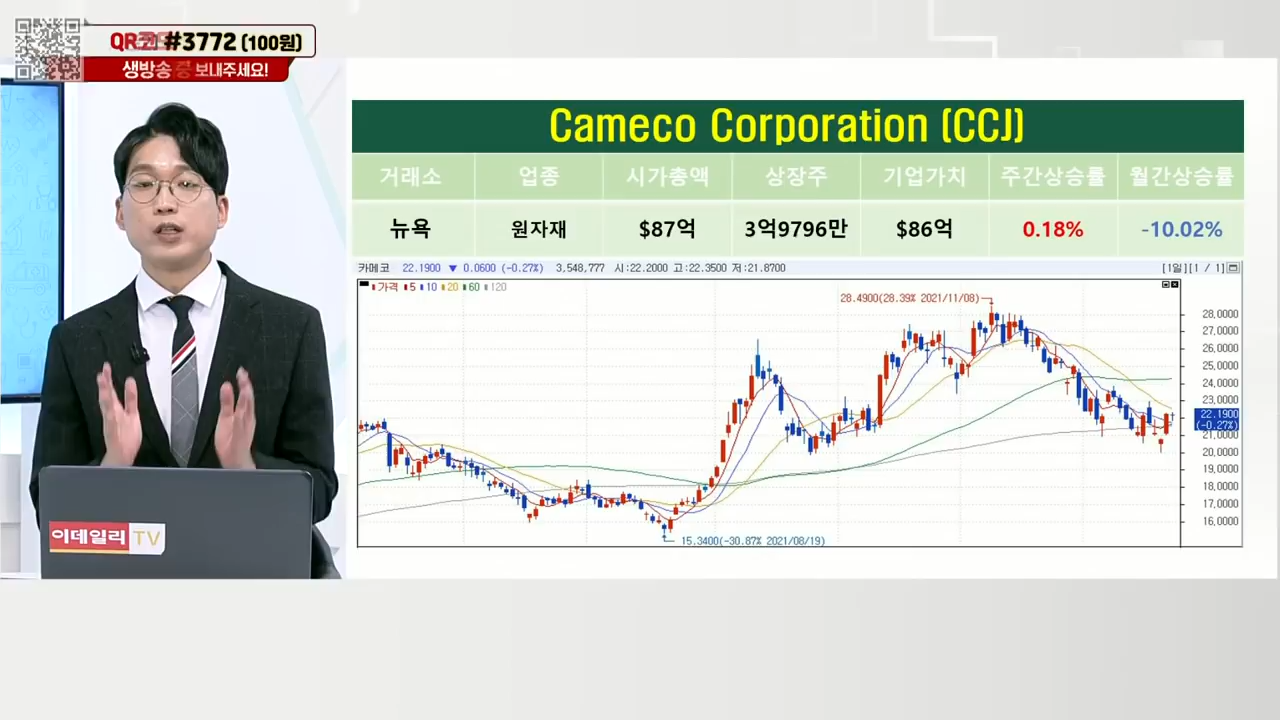 QR코드 #3772 (100원)
생방송 중 보내주세요!
Cameco Corporation (CCJ)
거래소 업종 시가총액 상장주 기업가치 주간상승률 월간상승률
뉴욕 원자재 $87억 3억9796만 $86억 0.18% -10.02%
카메코 22.1900 ▼ 0.0600 (-0.27%) 3,548,777 시:22.2000 고:22.3500 저:21.8700 [1일][1 / 1]
가격 5 10 20 60 120
28.4900(28.39% 2021/11/08)
28.0000
27.0000
26.0000
25.0000
24.0000
23.0000
22.1900
(-0.27%)
21.0000
20.0000
19.0000
18.0000
17.0000
16.0000
15.3400(-30.87% 2021/08/19)
이데일리 TV